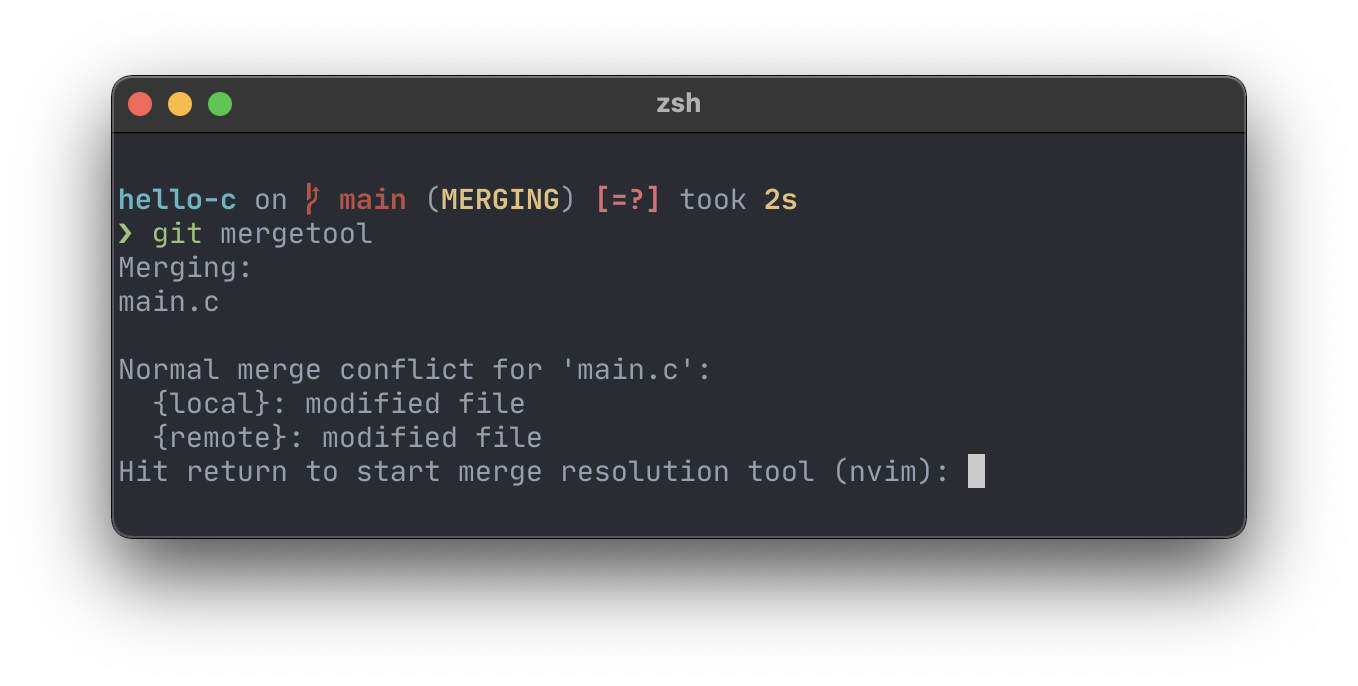 zsh
hello-c on main (MERGING) [=?] took 2s
❯ git mergetool
Merging:
main.c
Normal merge conflict for 'main.c':
{local}: modified file
{remote}: modified file
Hit return to start merge resolution tool (nvim):